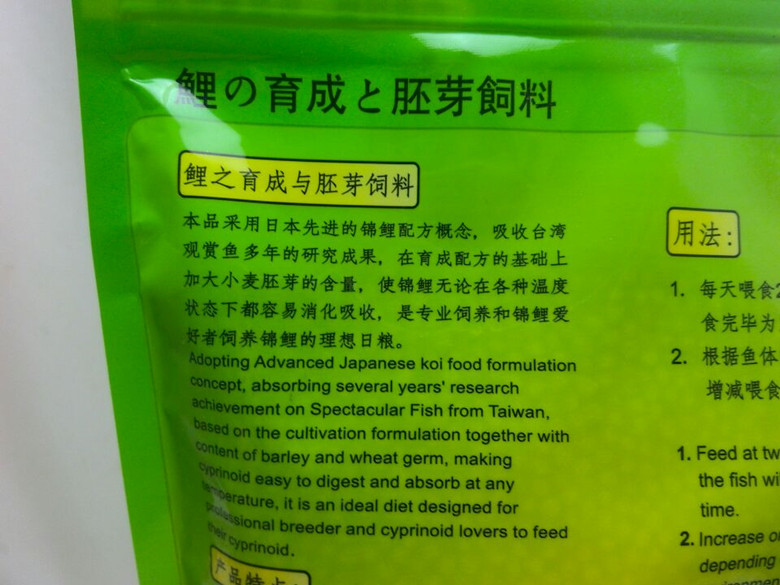 鯉の育成と胚芽飼料
鲤之育成与胚芽饲料
本品采用日本先进的锦鲤配方概念，吸收台湾
观赏鱼多年的研究成果，在育成配方的基础上
加大小麦胚芽的含量，使锦鲤无论在各种温度
状态下都容易消化吸收，是专业饲养和锦鲤爱
好者饲养锦鲤的理想日粮。
Adopting Advanced Japanese koi food formulation
concept, absorbing several years' research
achievement on Spectacular Fish from Taiwan,
based on the cultivation formulation together with
content of barley and wheat germ, making
cyprinoid easy to digest and absorb at any
temperature, it is an ideal diet designed for
professional breeder and cyprinoid lovers to feed
their cyprinoid.
产品特点:
用法:
1. 每天喂食2
食完毕为
2. 根据鱼体
增减喂食
1. Feed at tw
the fish wi
time.
2. Increase o
depending